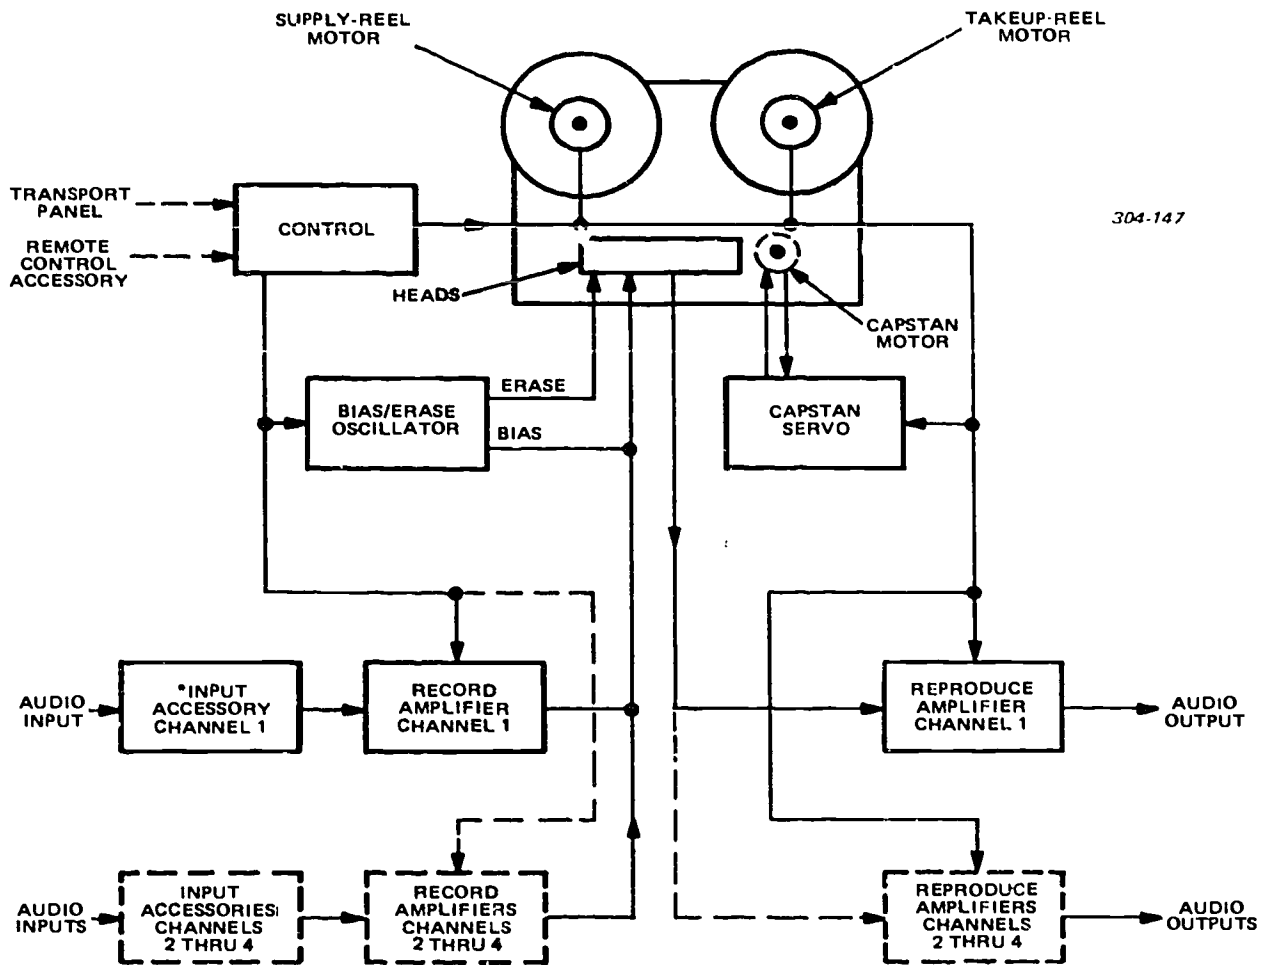 SUPPLY-REEL
MOTOR
TAKEUP-REEL
MOTOR
TRANSPORT
PANEL
REMOTE
CONTROL
ACCESSORY
CONTROL
304-147
HEADS
CAPSTAN
MOTOR
BIAS/ERASE
OSCILLATOR
ERASE
BIAS
CAPSTAN
SERVO
AUDIO
INPUT
*INPUT
ACCESSORY
CHANNEL 1
RECORD
AMPLIFIER
CHANNEL 1
REPRODUCE
AMPLIFIER
CHANNEL 1
AUDIO
OUTPUT
AUDIO
INPUTS
INPUT
ACCESSORIES
CHANNELS
2 THRU 4
RECORD
AMPLIFIERS
CHANNELS
2 THRU 4
REPRODUCE
AMPLIFIERS
CHANNELS
2 THRU 4
AUDIO
OUTPUTS